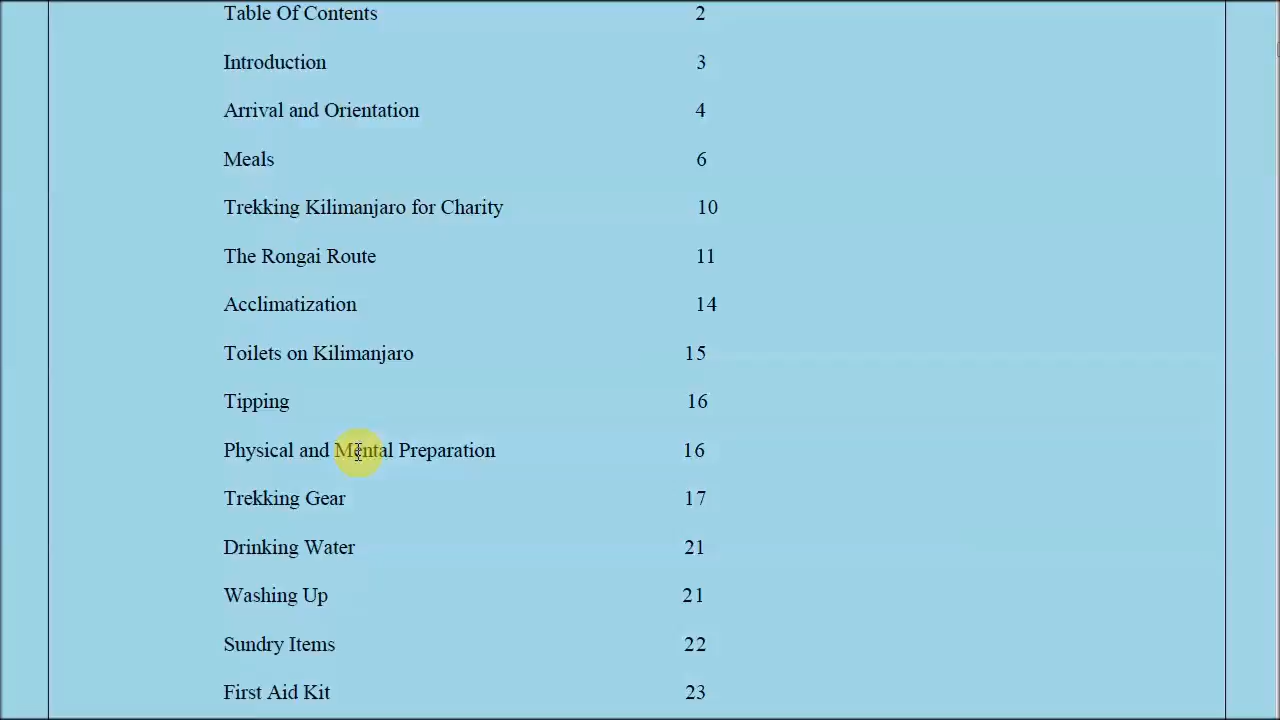 Table Of Contents 2
Introduction 3
Arrival and Orientation 4
Meals 6
Trekking Kilimanjaro for Charity 10
The Rongai Route 11
Acclimatization 14
Toilets on Kilimanjaro 15
Tipping 16
Physical and Mental Preparation 16
Trekking Gear 17
Drinking Water 21
Washing Up 21
Sundry Items 22
First Aid Kit 23